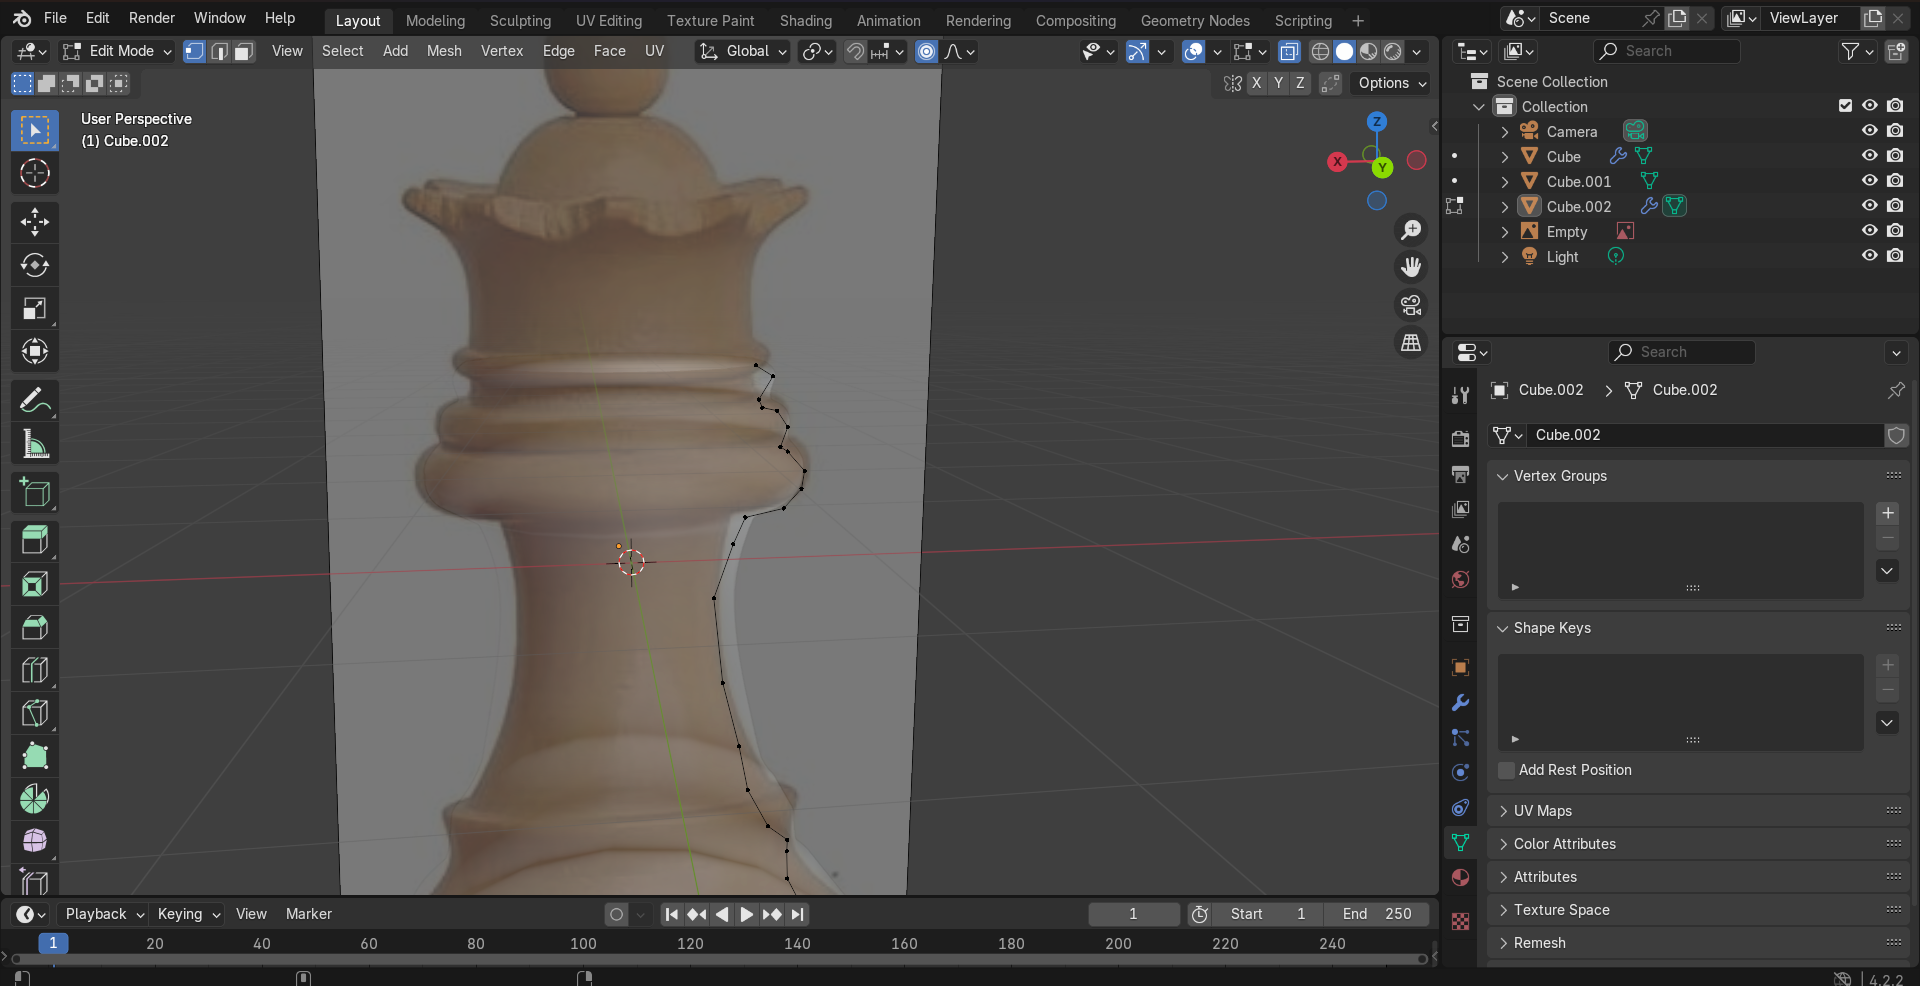 File Edit Render Window Help Layout Modeling Sculpting UV Editing Texture Paint Shading Animation Rendering Compositing Geometry Nodes Scripting + Scene ViewLayer
Edit Mode View Select Add Mesh Vertex Edge Face UV Global Search
X Y Z Options
User Perspective
(1) Cube.002
Z
X
Y
Scene Collection
Collection
Camera
Cube
Cube.001
Cube.002
Empty
Light
Search
Cube.002 Cube.002
Cube.002
Vertex Groups
Shape Keys
Add Rest Position
UV Maps
Color Attributes
Attributes
Texture Space
Remesh
Playback Keying View Marker 1 Start 1 End 250
1 20 40 60 80 100 120 140 160 180 200 220 240
4.2.2